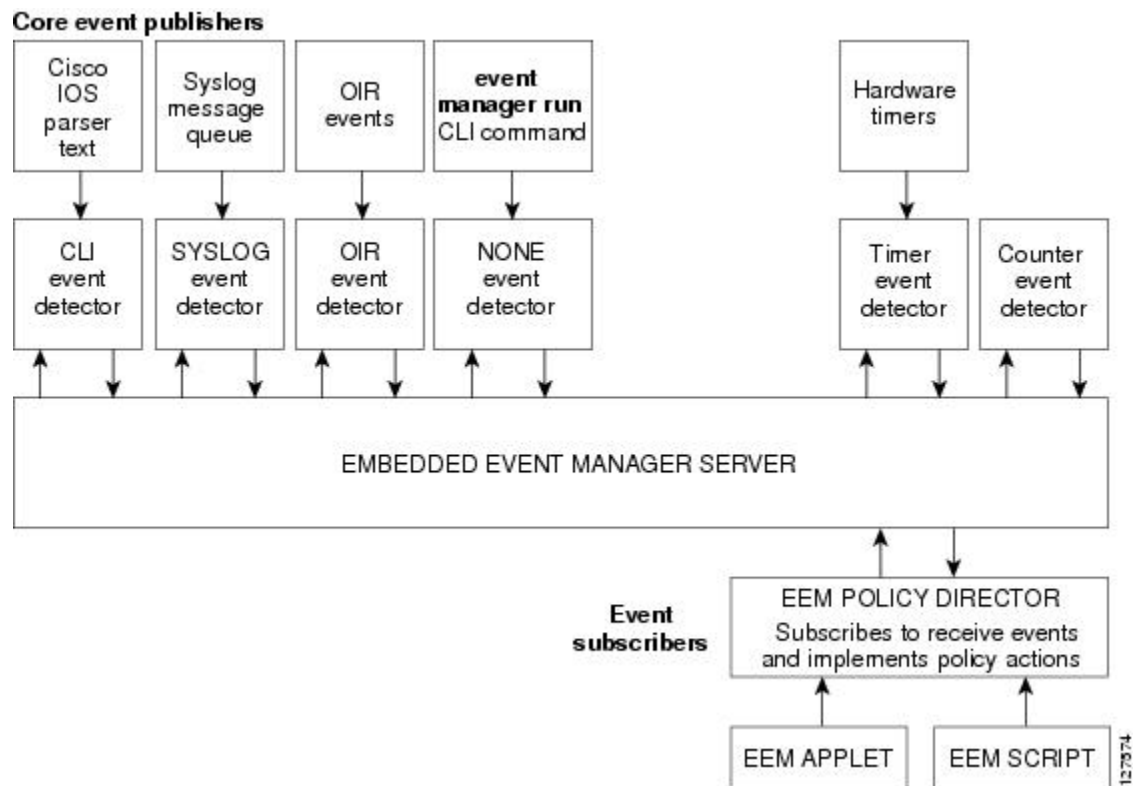 Core event publishers
Cisco
IOS
parser
text
Syslog
message
queue
OIR
events
event
manager run
CLI command
Hardware
timers
CLI
event
detector
SYSLOG
event
detector
OIR
event
detector
NONE
event
detector
Timer
event
detector
Counter
event
detector
EMBEDDED EVENT MANAGER SERVER
Event
subscribers
EEM POLICY DIRECTOR
Subscribes to receive events
and implements policy actions
EEM APPLET
EEM SCRIPT
127574